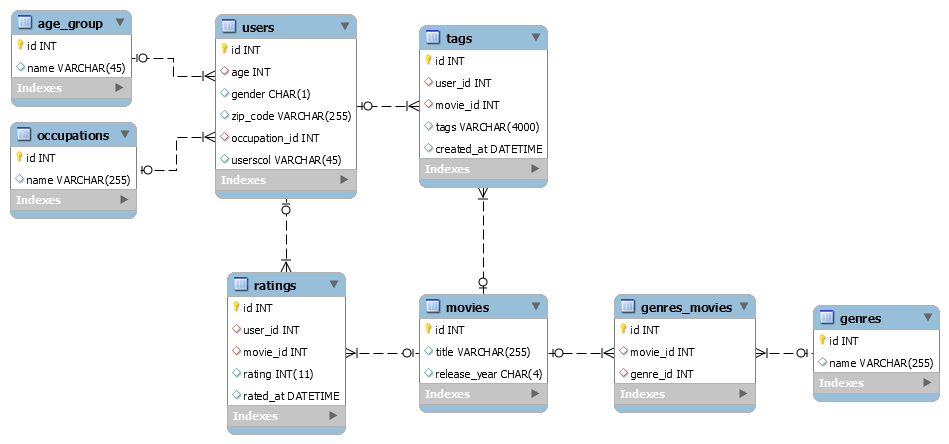 age_group
id INT
name VARCHAR(45)
Indexes
occupations
id INT
name VARCHAR(255)
Indexes
users
id INT
age INT
gender CHAR(1)
zip_code VARCHAR(255)
occupation_id INT
userscol VARCHAR(45)
Indexes
tags
id INT
user_id INT
movie_id INT
tags VARCHAR(4000)
created_at DATETIME
Indexes
ratings
id INT
user_id INT
movie_id INT
rating INT(11)
rated_at DATETIME
Indexes
movies
id INT
title VARCHAR(255)
release_year CHAR(4)
Indexes
genres_movies
id INT
movie_id INT
genre_id INT
Indexes
genres
id INT
name VARCHAR(255)
Indexes